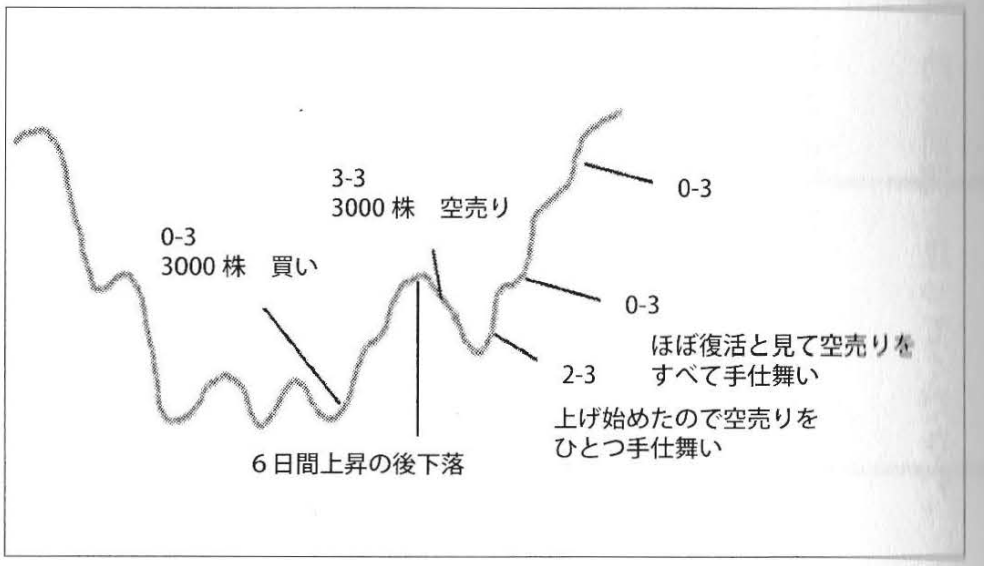 3-3
3000 株　空売り
0-3
3000 株　買い
0-3
0-3
ほぼ復活と見て空売りを
すべて手仕舞い
2-3
上げ始めたので空売りを
ひとつ手仕舞い
6 日間上昇の後下落